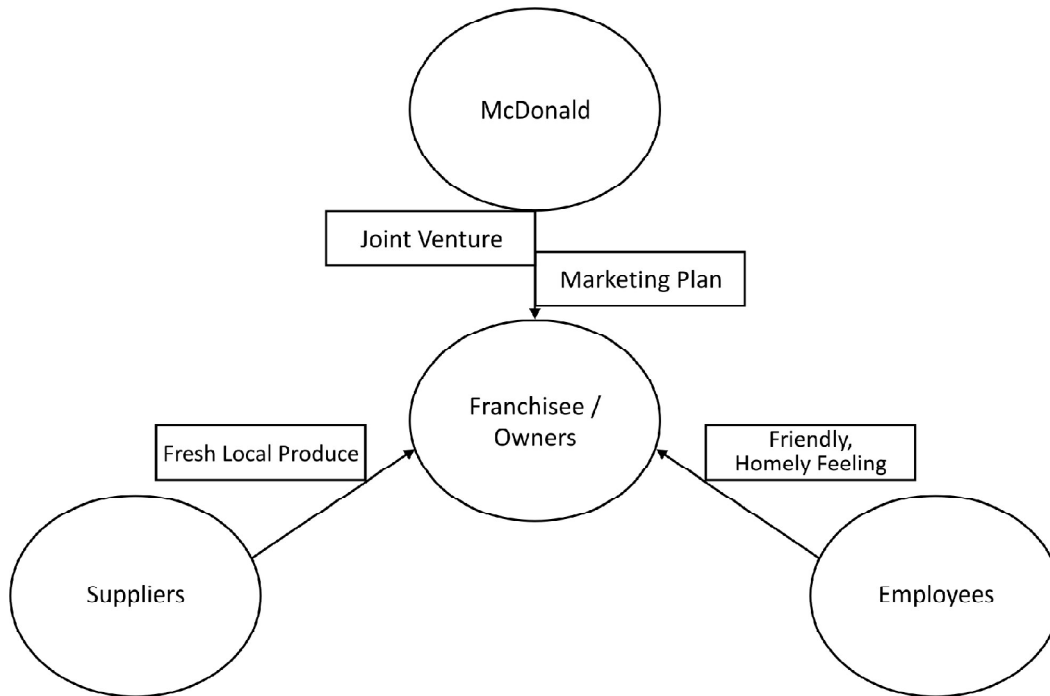 McDonald
Joint Venture
Marketing Plan
Franchisee /
Owners
Fresh Local Produce
Friendly,
Homely Feeling
Suppliers
Employees